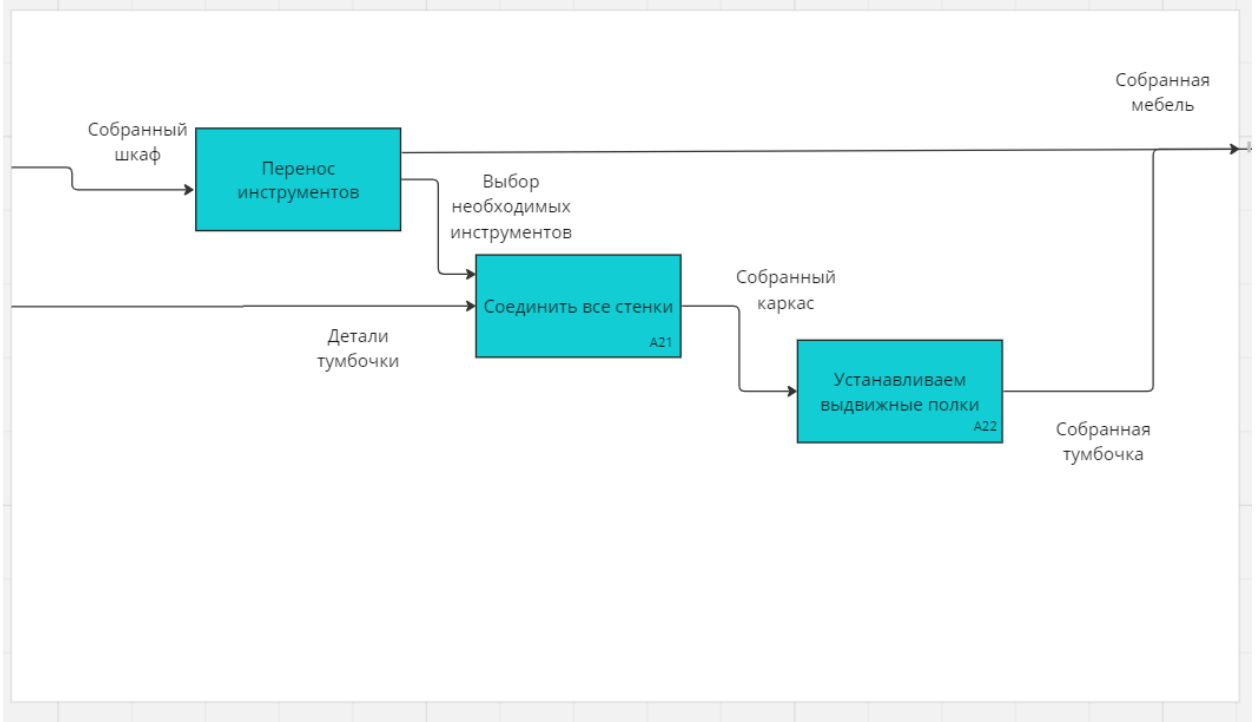 Собранная
мебель
Собранный
шкаф
Перенос
инструментов
Выбор
необходимых
инструментов
Соединить все стенки
A21
Детали
тумбочки
Собранный
каркас
Устанавливаем
выдвижные полки
A22
Собранная
тумбочка